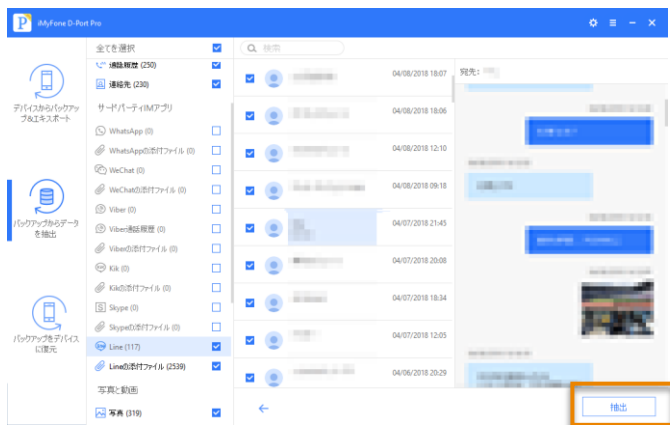 iMyFone D-Port Pro
デバイスからバックアップ&エキスポート
バックアップからデータを抽出
バックアップをデバイスに復元
全てを選択
通話履歴 (250)
連絡先 (230)
サードパーティIMアプリ
WhatsApp (0)
WhatsAppの添付ファイル (0)
WeChat (0)
WeChatの添付ファイル (0)
Viber (0)
Viber通話履歴 (0)
Viberの添付ファイル (0)
Kik (0)
Kikの添付ファイル (0)
Skype (0)
Skypeの添付ファイル (0)
Line (117)
Lineの添付ファイル (2539)
写真と動画
写真 (319)
検索
04/08/2018 18:07
04/08/2018 18:06
04/08/2018 12:10
04/08/2018 09:18
04/07/2018 21:45
04/07/2018 20:08
04/07/2018 18:34
04/07/2018 12:05
04/06/2018 20:29
宛先:
抽出